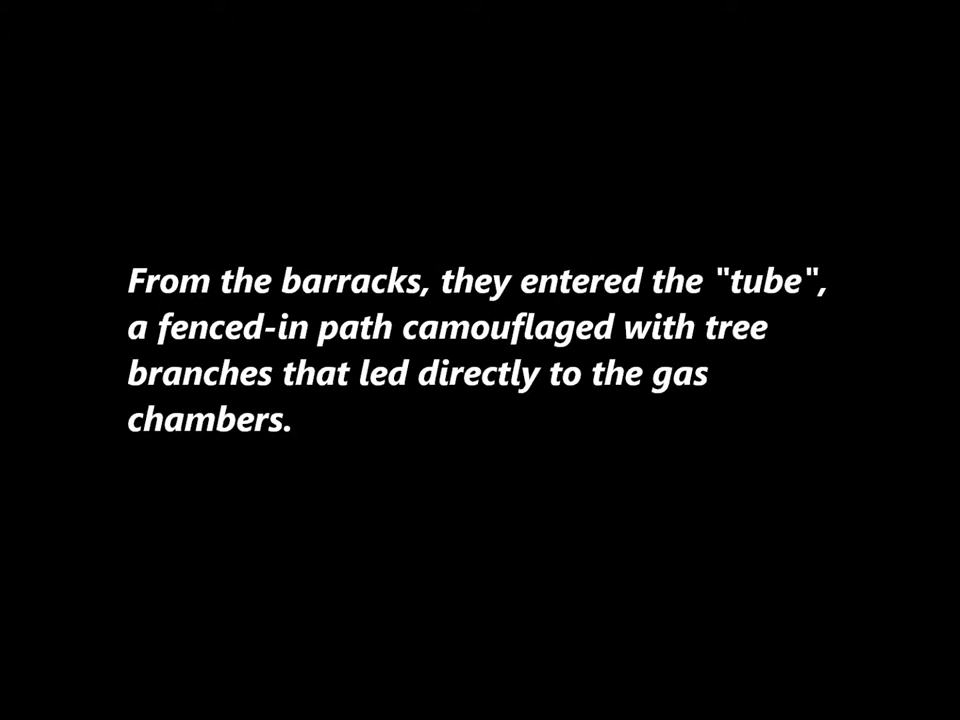 From the barracks, they entered the "tube",
a fenced-in path camouflaged with tree
branches that led directly to the gas
chambers.